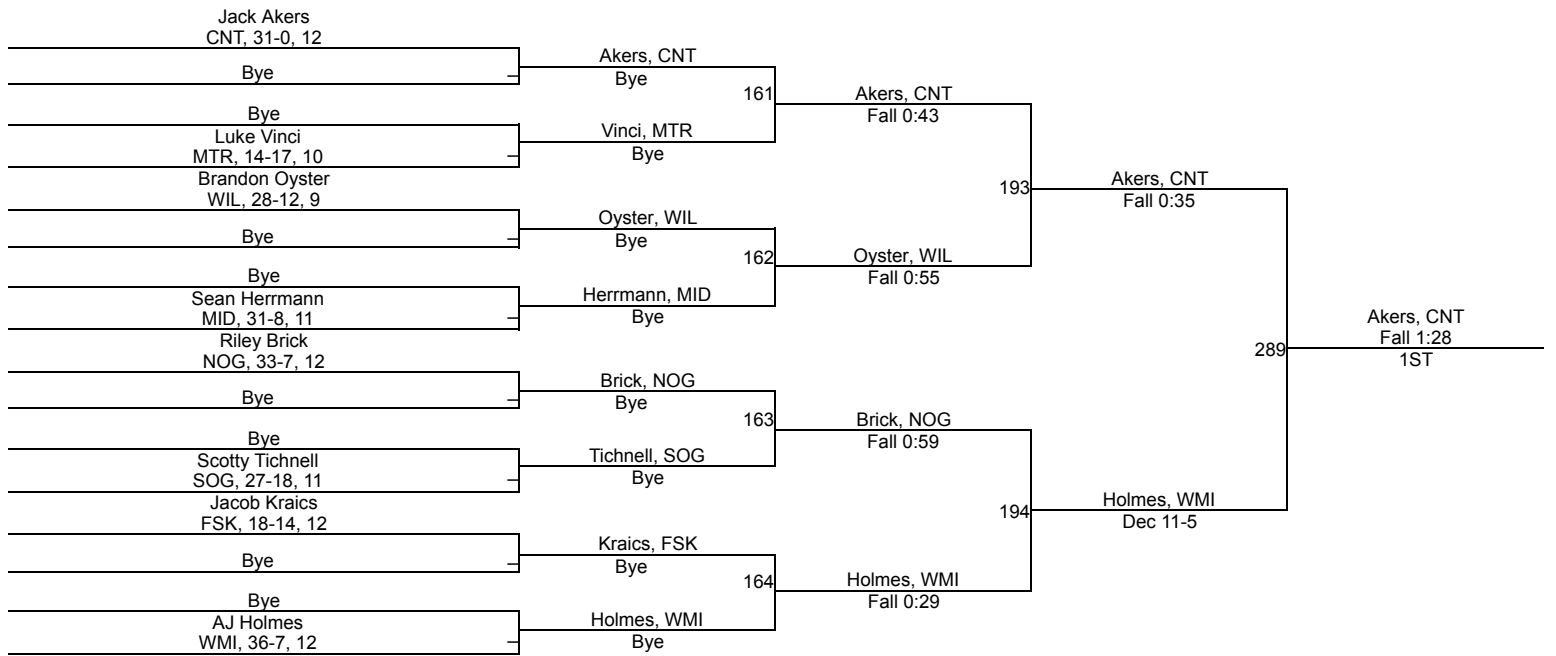 Jack Akers
CNT, 31-0, 12
Bye
Bye
Luke Vinci
MTR, 14-17, 10
Brandon Oyster
WIL, 28-12, 9
Bye
Bye
Sean Herrmann
MID, 31-8, 11
Riley Brick
NOG, 33-7, 12
Bye
Bye
Scotty Tichnell
SOG, 27-18, 11
Jacob Kraics
FSK, 18-14, 12
Bye
Bye
AJ Holmes
WMI, 36-7, 12
Akers, CNT
Bye
161
Vinci, MTR
Bye
Oyster, WIL
Bye
162
Herrmann, MID
Bye
Brick, NOG
Bye
163
Tichnell, SOG
Bye
Kraics, FSK
Bye
164
Holmes, WMI
Bye
Akers, CNT
Fall 0:43
193
Oyster, WIL
Fall 0:55
Brick, NOG
Fall 0:59
194
Holmes, WMI
Fall 0:29
Akers, CNT
Fall 0:35
289
Holmes, WMI
Dec 11-5
Akers, CNT
Fall 1:28
1ST